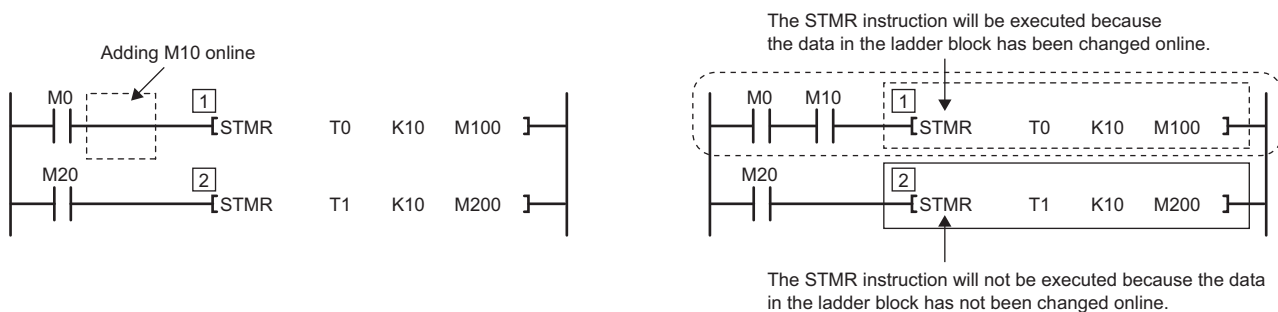 Adding M10 online
M0
1
STMR T0 K10 M100
M20
2
STMR T1 K10 M200
The STMR instruction will be executed because
the data in the ladder block has been changed online.
M0 M10
1
STMR T0 K10 M100
M20
2
STMR T1 K10 M200
The STMR instruction will not be executed because the data
in the ladder block has not been changed online.